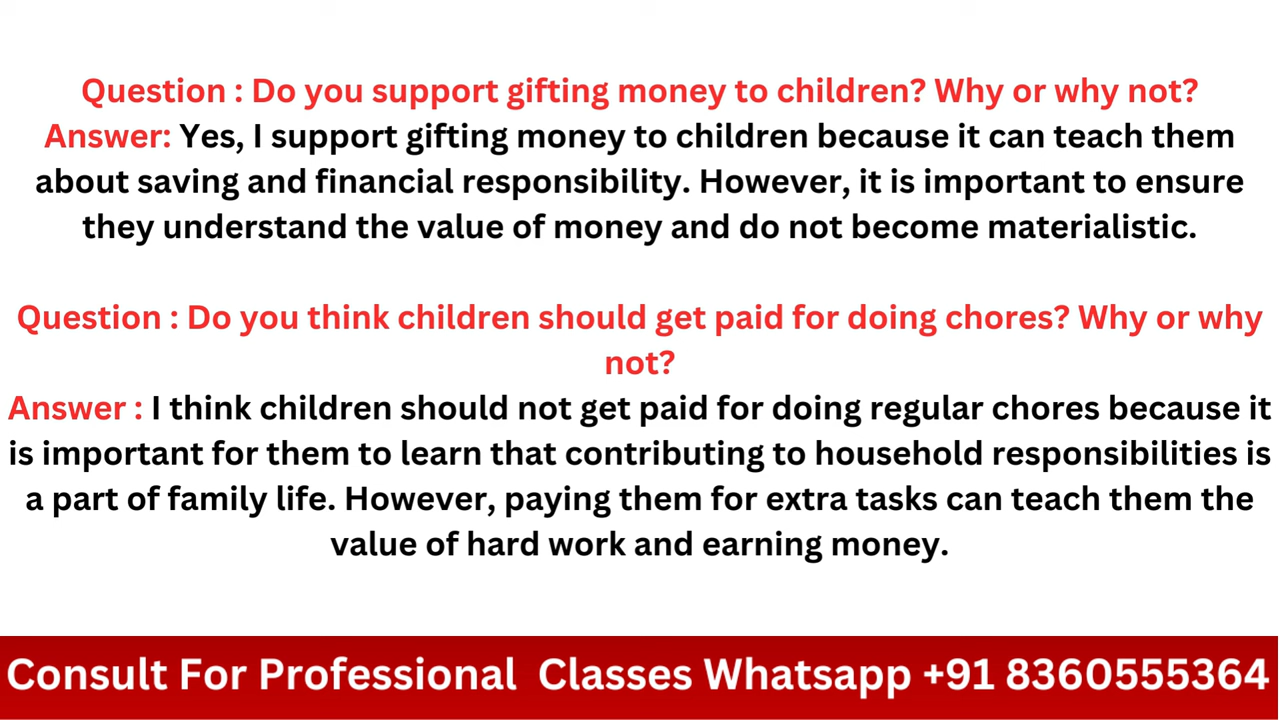 Question : Do you support gifting money to children? Why or why not?
Answer: Yes, I support gifting money to children because it can teach them
about saving and financial responsibility. However, it is important to ensure
they understand the value of money and do not become materialistic.
Question : Do you think children should get paid for doing chores? Why or why
not?
Answer : I think children should not get paid for doing regular chores because it
is important for them to learn that contributing to household responsibilities is
a part of family life. However, paying them for extra tasks can teach them the
value of hard work and earning money.
Consult For Professional  Classes Whatsapp +91 8360555364